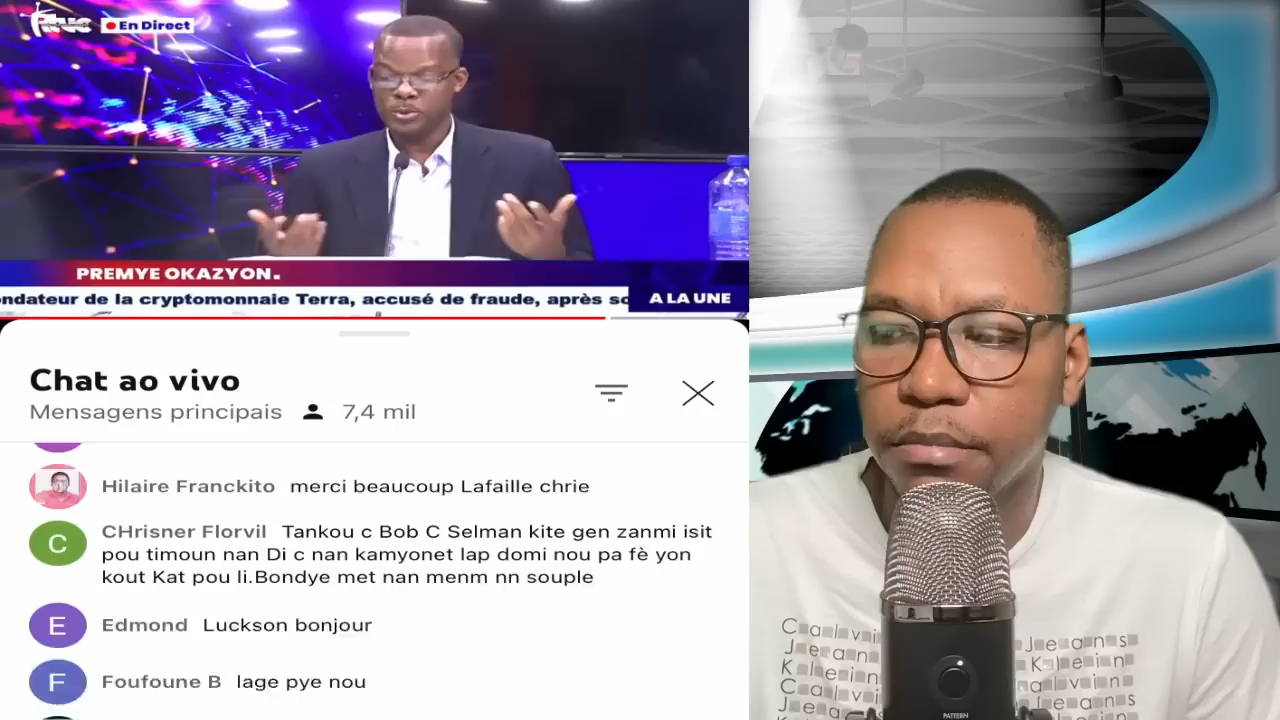 En Direct
PREMYE OKAZYON.
ondateur de la cryptomonnaie Terra, accusé de fraude, après so
A LA UNE
Chat ao vivo
Mensagens principais 7,4 mil
Hilaire Franckito merci beaucoup Lafaille chrie
C CHrisner Florvil Tankou c Bob C Selman kite gen zanmi isit
pou timoun nan Di c nan kamyonet lap domi nou pa fè yon
kout Kat pou li.Bondye met nan menm nn souple
E Edmond Luckson bonjour
F Foufoune B lage pye nou
PATTERN